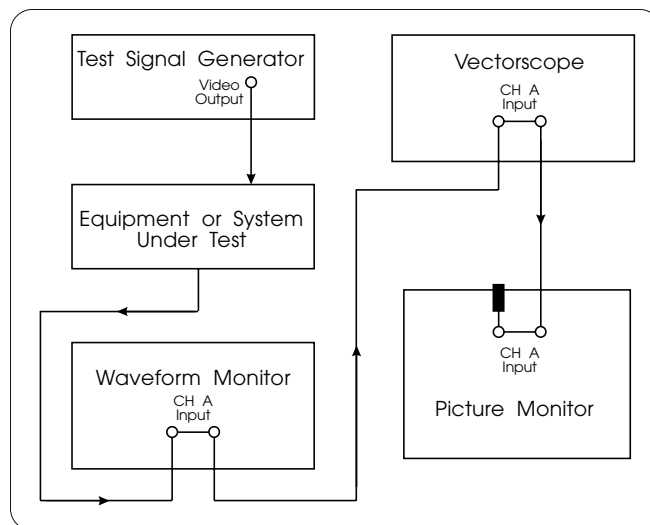 Test Signal Generator
Video
Output
Equipment or System
Under Test
Waveform Monitor
CH A
Input
Vectorscope
CH A
Input
CH A
Input
Picture Monitor